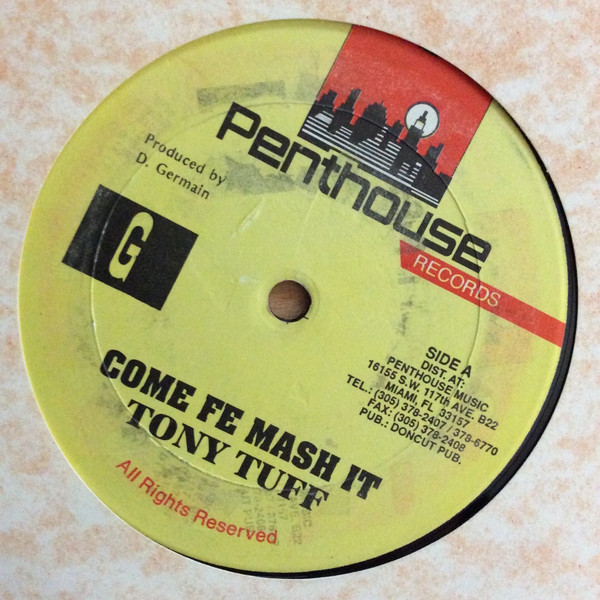 Penthouse
RECORDS
Produced by
D. Germain
G
SIDE A
DIST. AT:
PENTHOUSE MUSIC
16155 S.W. 117th AVE. B22
MIAMI, FL 33157
TEL.: (305) 378-2407 / 378-6770
FAX: (305) 378-2408
PUB.: DONCUT PUB.
COME FE MASH IT
TONY TUFF
All Rights Reserved